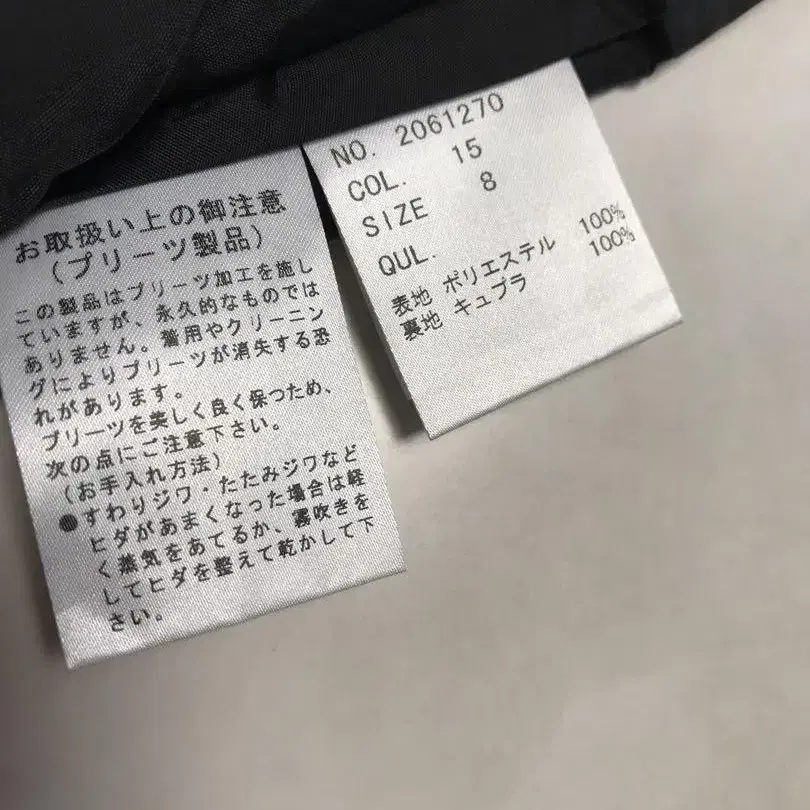 お取扱い上の御注意
(プリーツ製品)
この製品はプリーツ加工を施し
ていますが、永久的なものでは
ありません。着用やクリーニン
グによりプリーツが消失する恐
れがあります。
プリーツを美しく良く保つため、
次の点にご注意下さい。
(お手入れ方法)
●すわりジワ・たたみジワなど
ヒダがあまくなった場合は軽
く蒸気をあてるか、霧吹きを
してヒダを整えて乾かして下
さい。
NO. 2061270
COL. 15
SIZE 8
QUL.
表地 ポリエステル 100%
裏地 キュプラ 100%